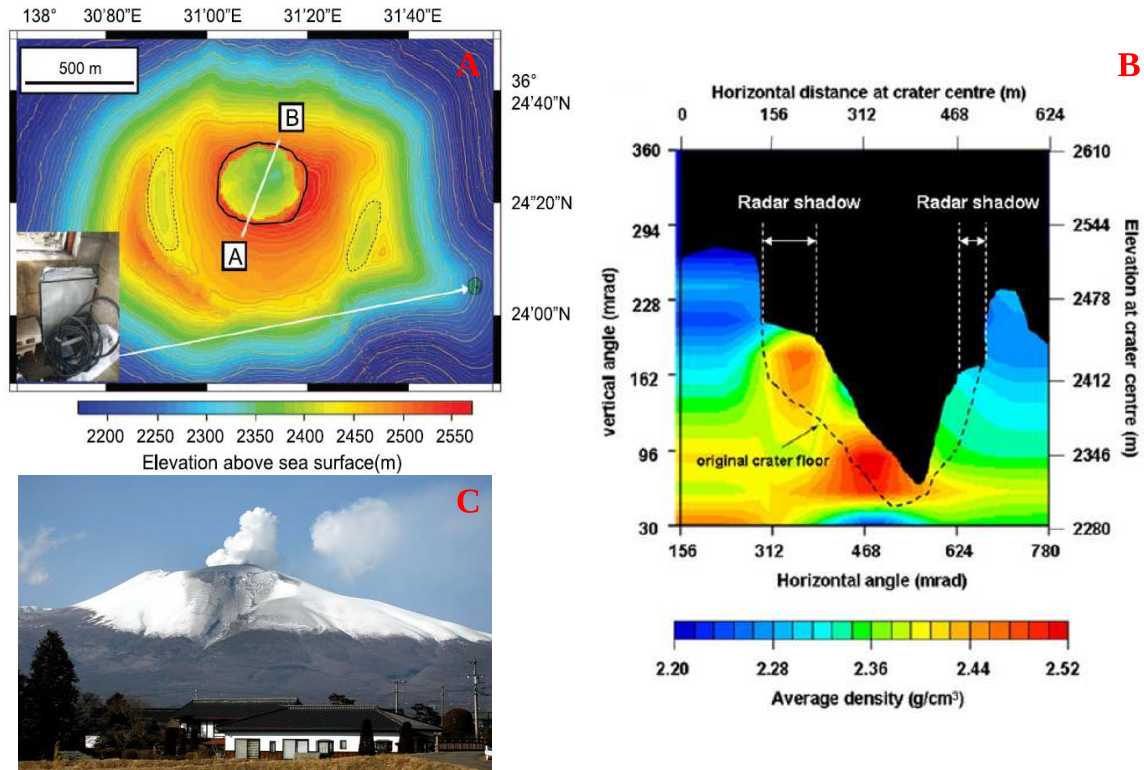 138° 30'80"E 31'00"E 31'20"E 31'40"E
500 m
A
36°
24'40"N
B
24'20"N
A
24'00"N
2200 2250 2300 2350 2400 2450 2500 2550
Elevation above sea surface(m)
C
B
Horizontal distance at crater centre (m)
0 156 312 468 624
360 2610
Radar shadow Radar shadow
294 2544
228 2478
162 2412
96 2346
30 2280
vertical angle (mrad)
Elevation at crater centre (m)
original crater floor
156 312 468 624 780
Horizontal angle (mrad)
2.20 2.28 2.36 2.44 2.52
Average density (g/cm³)